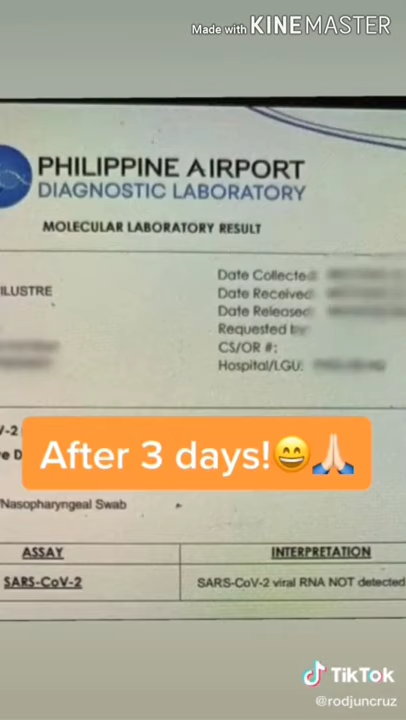 Made with KINEMASTER
PHILIPPINE AIRPORT
DIAGNOSTIC LABORATORY
MOLECULAR LABORATORY RESULT
ILUSTRE
Date Collected:
Date Received:
Date Released:
Requested by:
CS/OR #:
Hospital/LGU:
V-2
After 3 days!😄🙏🏻
/Nasopharyngeal Swab
ASSAY INTERPRETATION
SARS-CoV-2 SARS-CoV-2 viral RNA NOT detected
TikTok
@rodjuncruz